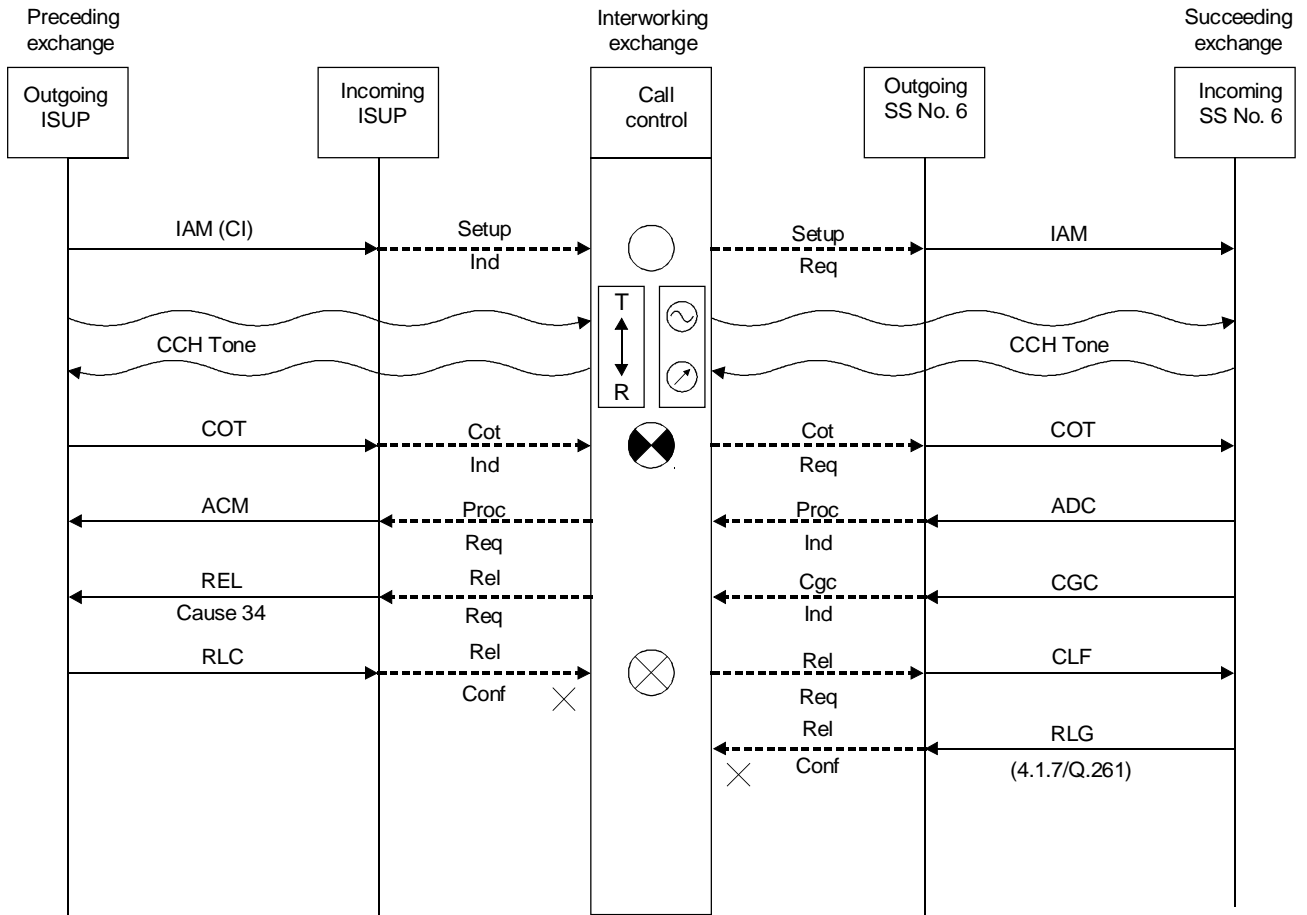 Preceding
exchange
Interworking
exchange
Succeeding
exchange
Outgoing
ISUP
Incoming
ISUP
Call
control
Outgoing
SS No. 6
Incoming
SS No. 6
IAM (CI)
Setup
Ind
Setup
Req
IAM
T
R
CCH Tone
CCH Tone
COT
Cot
Ind
Cot
Req
COT
ACM
Proc
Req
Proc
Ind
ADC
REL
Cause 34
Rel
Req
Cgc
Ind
CGC
RLC
Rel
Conf
Rel
Req
CLF
Rel
Conf
RLG
(4.1.7/Q.261)